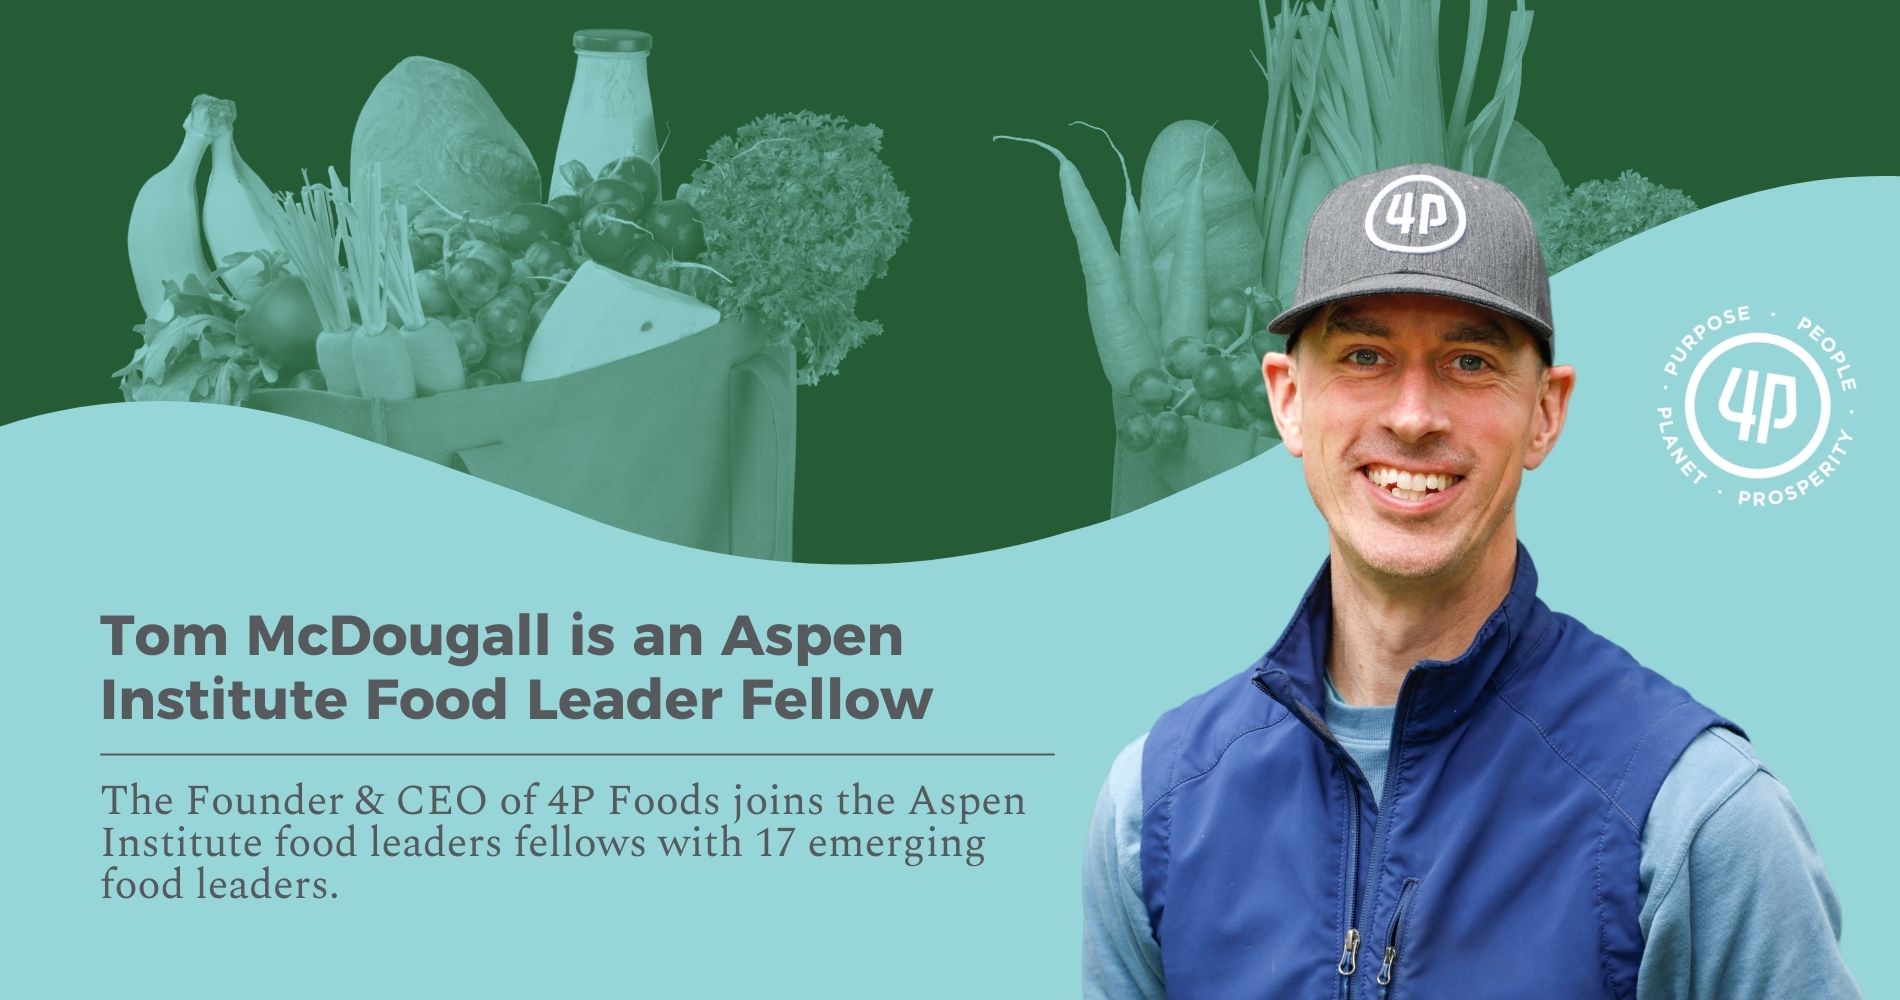 4P
PURPOSE · PEOPLE · PROSPERITY · PLANET ·
4P
Tom McDougall is an Aspen
Institute Food Leader Fellow
The Founder & CEO of 4P Foods joins the Aspen
Institute food leaders fellows with 17 emerging
food leaders.